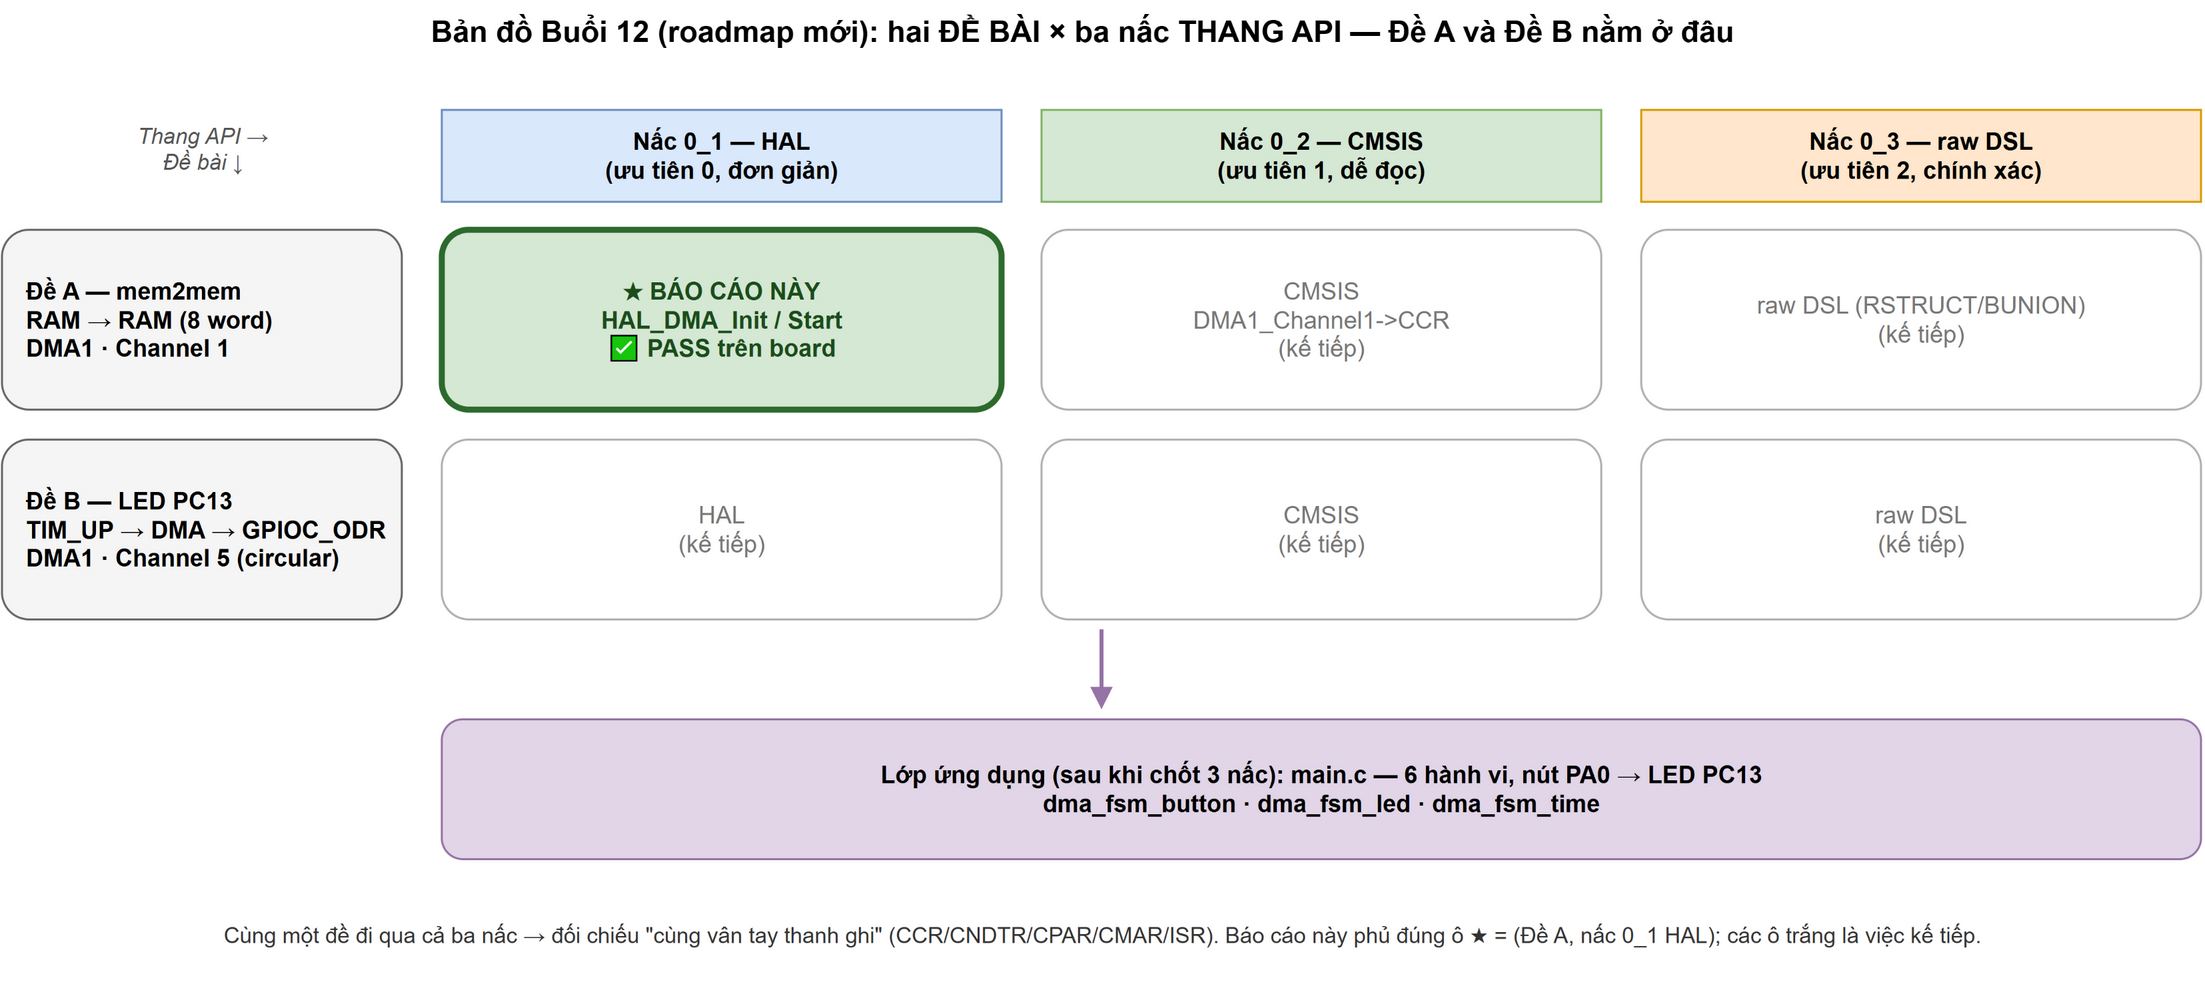 Bản đồ Buổi 12 (roadmap mới): hai ĐỀ BÀI × ba nấc THANG API — Đề A và Đề B nằm ở đâu
Thang API →
Đề bài ↓
Nấc 0_1 — HAL
(ưu tiên 0, đơn giản)
Nấc 0_2 — CMSIS
(ưu tiên 1, dễ đọc)
Nấc 0_3 — raw DSL
(ưu tiên 2, chính xác)
Đề A — mem2mem
RAM → RAM (8 word)
DMA1 · Channel 1
★ BÁO CÁO NÀY
HAL_DMA_Init / Start
✅ PASS trên board
CMSIS
DMA1_Channel1->CCR
(kế tiếp)
raw DSL (RSTRUCT/BUNION)
(kế tiếp)
Đề B — LED PC13
TIM_UP → DMA → GPIOC_ODR
DMA1 · Channel 5 (circular)
HAL
(kế tiếp)
CMSIS
(kế tiếp)
raw DSL
(kế tiếp)
Lớp ứng dụng (sau khi chốt 3 nấc): main.c — 6 hành vi, nút PA0 → LED PC13
dma_fsm_button · dma_fsm_led · dma_fsm_time
Cùng một đề đi qua cả ba nấc → đối chiếu "cùng vân tay thanh ghi" (CCR/CNDTR/CPAR/CMAR/ISR). Báo cáo này phủ đúng ô ★ = (Đề A, nấc 0_1 HAL); các ô trắng là việc kế tiếp.